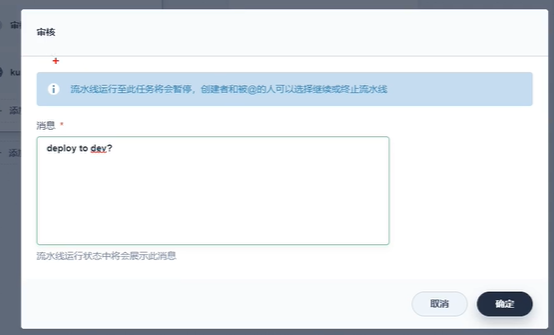 审核
ku
流水线运行至此任务将会暂停，创建者和被@的人可以选择继续或终止流水线
消息 *
deploy to dev?
流水线运行状态中将会展示此消息
取消
确定